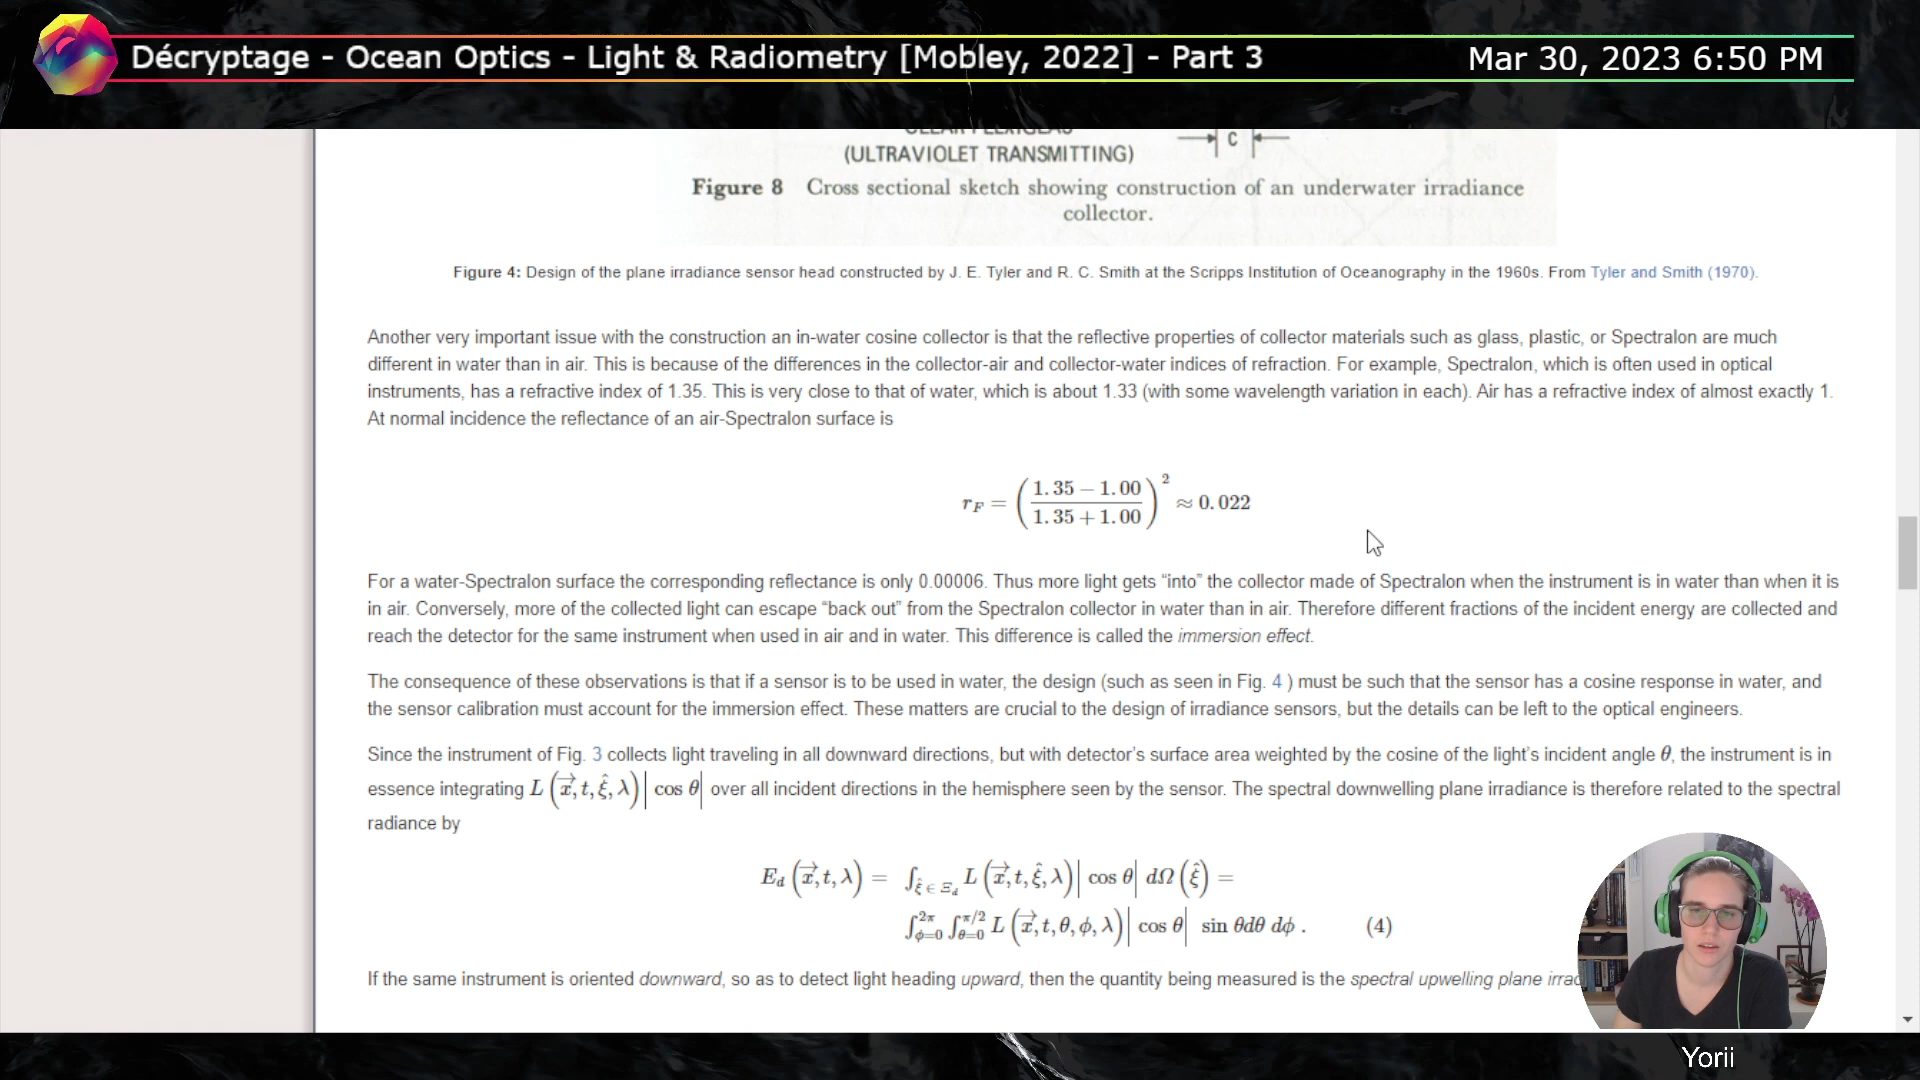 Décryptage - Ocean Optics - Light & Radiometry [Mobley, 2022] - Part 3
Mar 30, 2023 6:50 PM
(ULTRAVIOLET TRANSMITTING)
C
Figure 8 Cross sectional sketch showing construction of an underwater irradiance
collector.
Figure 4: Design of the plane irradiance sensor head constructed by J. E. Tyler and R. C. Smith at the Scripps Institution of Oceanography in the 1960s. From Tyler and Smith (1970).
Another very important issue with the construction an in-water cosine collector is that the reflective properties of collector materials such as glass, plastic, or Spectralon are much
different in water than in air. This is because of the differences in the collector-air and collector-water indices of refraction. For example, Spectralon, which is often used in optical
instruments, has a refractive index of 1.35. This is very close to that of water, which is about 1.33 (with some wavelength variation in each). Air has a refractive index of almost exactly 1.
At normal incidence the reflectance of an air-Spectralon surface is
r_F = ((1.35 − 1.00) / (1.35 + 1.00))² ≈ 0.022
For a water-Spectralon surface the corresponding reflectance is only 0.00006. Thus more light gets “into” the collector made of Spectralon when the instrument is in water than when it is
in air. Conversely, more of the collected light can escape “back out” from the Spectralon collector in water than in air. Therefore different fractions of the incident energy are collected and
reach the detector for the same instrument when used in air and in water. This difference is called the immersion effect.
The consequence of these observations is that if a sensor is to be used in water, the design (such as seen in Fig. 4 ) must be such that the sensor has a cosine response in water, and
the sensor calibration must account for the immersion effect. These matters are crucial to the design of irradiance sensors, but the details can be left to the optical engineers.
Since the instrument of Fig. 3 collects light traveling in all downward directions, but with detector's surface area weighted by the cosine of the light's incident angle θ, the instrument is in
essence integrating L (x⃗, t, ξ̂, λ)| cos θ| over all incident directions in the hemisphere seen by the sensor. The spectral downwelling plane irradiance is therefore related to the spectral
radiance by
E_d (x⃗, t, λ) = ∫_{ξ̂ ∈ Ξ_d} L (x⃗, t, ξ̂, λ)| cos θ| dΩ (ξ̂) =
∫_{ϕ=0}^{2π} ∫_{θ=0}^{π/2} L (x⃗, t, θ, ϕ, λ)| cos θ| sin θdθ dϕ . (4)
If the same instrument is oriented downward, so as to detect light heading upward, then the quantity being measured is the spectral upwelling plane
Yorii